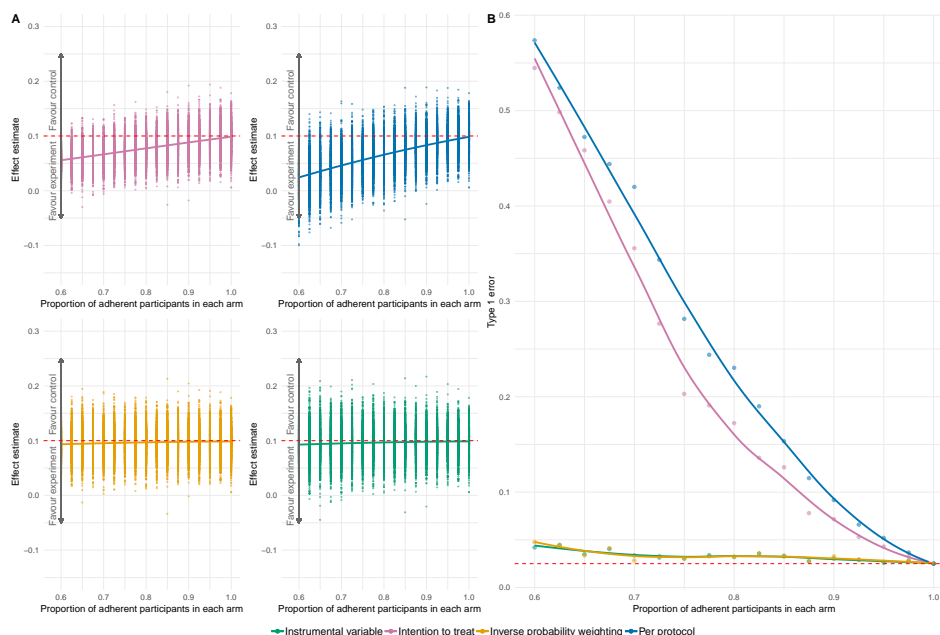 A
0.3
0.2
0.1
0.0
−0.1
Effect estimate
Favour control
Favour experiment
0.6 0.7 0.8 0.9 1.0
Proportion of adherent participants in each arm
0.3
0.2
0.1
0.0
−0.1
Effect estimate
Favour control
Favour experiment
0.6 0.7 0.8 0.9 1.0
Proportion of adherent participants in each arm
0.3
0.2
0.1
0.0
−0.1
Effect estimate
Favour control
Favour experiment
0.6 0.7 0.8 0.9 1.0
Proportion of adherent participants in each arm
0.3
0.2
0.1
0.0
−0.1
Effect estimate
Favour control
Favour experiment
0.6 0.7 0.8 0.9 1.0
Proportion of adherent participants in each arm
B
0.6
0.5
0.4
0.3
0.2
0.1
0.0
Type 1 error
0.6 0.7 0.8 0.9 1.0
Proportion of adherent participants in each arm
Instrumental variable Intention to treat Inverse probability weighting Per protocol